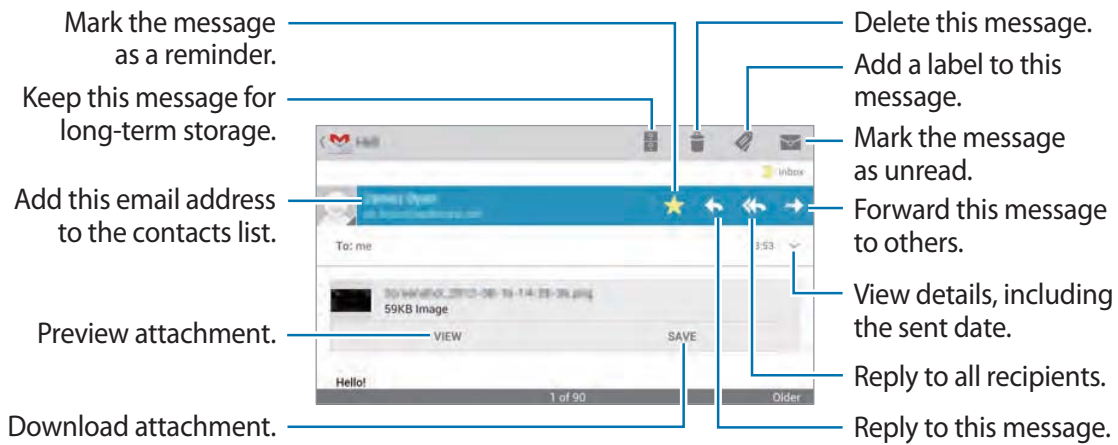 Mark the message
as a reminder.
Keep this message for
long-term storage.
Add this email address
to the contacts list.
Preview attachment.
Download attachment.
Inbox
To: me
3:53
59KB Image
VIEW
SAVE
Hello!
1 of 90
Older
Delete this message.
Add a label to this
message.
Mark the message
as unread.
Forward this message
to others.
View details, including
the sent date.
Reply to all recipients.
Reply to this message.